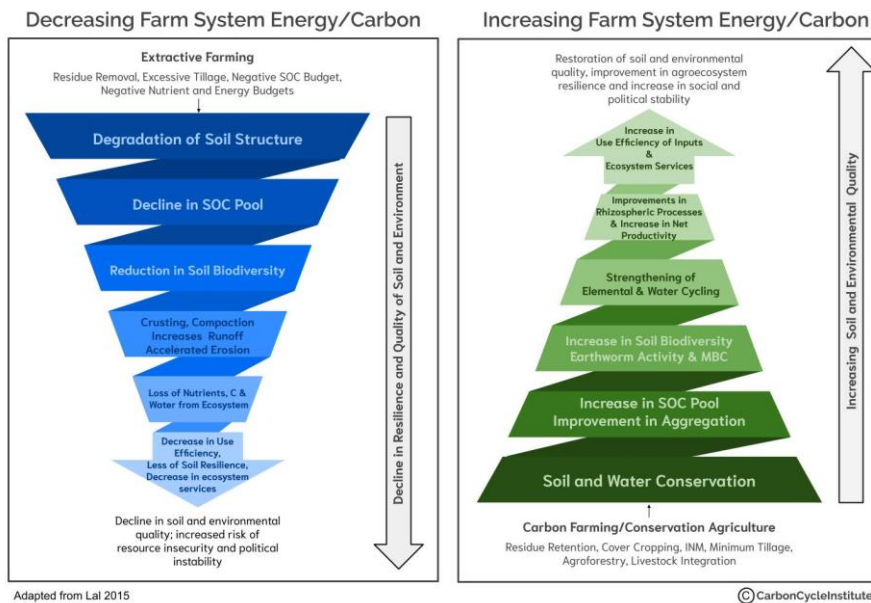 Decreasing Farm System Energy/Carbon
Extractive Farming
Residue Removal, Excessive Tillage, Negative SOC Budget,
Negative Nutrient and Energy Budgets
Degradation of Soil Structure
Decline in SOC Pool
Reduction in Soil Biodiversity
Crusting, Compaction
Increases Runoff
Accelerated Erosion
Loss of Nutrients, C &
Water from Ecosystem
Decrease in Use
Efficiency,
Less of Soil Resilience,
Decrease in ecosystem
services
Decline in soil and environmental
quality; increased risk of
resource insecurity and political
instability
Decline in Resilience and Quality of Soil and Environment
Adapted from Lal 2015
Increasing Farm System Agergy/Carbon
Restoration of soil and environmental
quality, improvement in agroecosystem
resilience and increase in social and
political stability
Increase in
Use Efficiency of Inputs
&
Ecosystem Services
Improvements in
Rhizospheric Processes
& Increase in Net
Productivity
Strengthening of
Elemental & Water Cycling
Increase in Soil Biodiversity
Earthworm Activity & MBC
Increase in SOC Pool
Improvement in Aggregation
Soil and Water Conservation
Carbon Farming/Conservation Agriculture
Residue Retention, Cover Cropping, INM, Minimum Tillage,
Agroforestry, Livestock Integration
Increasing Soil and Environmental Quality
© CarbonCycleInstitute